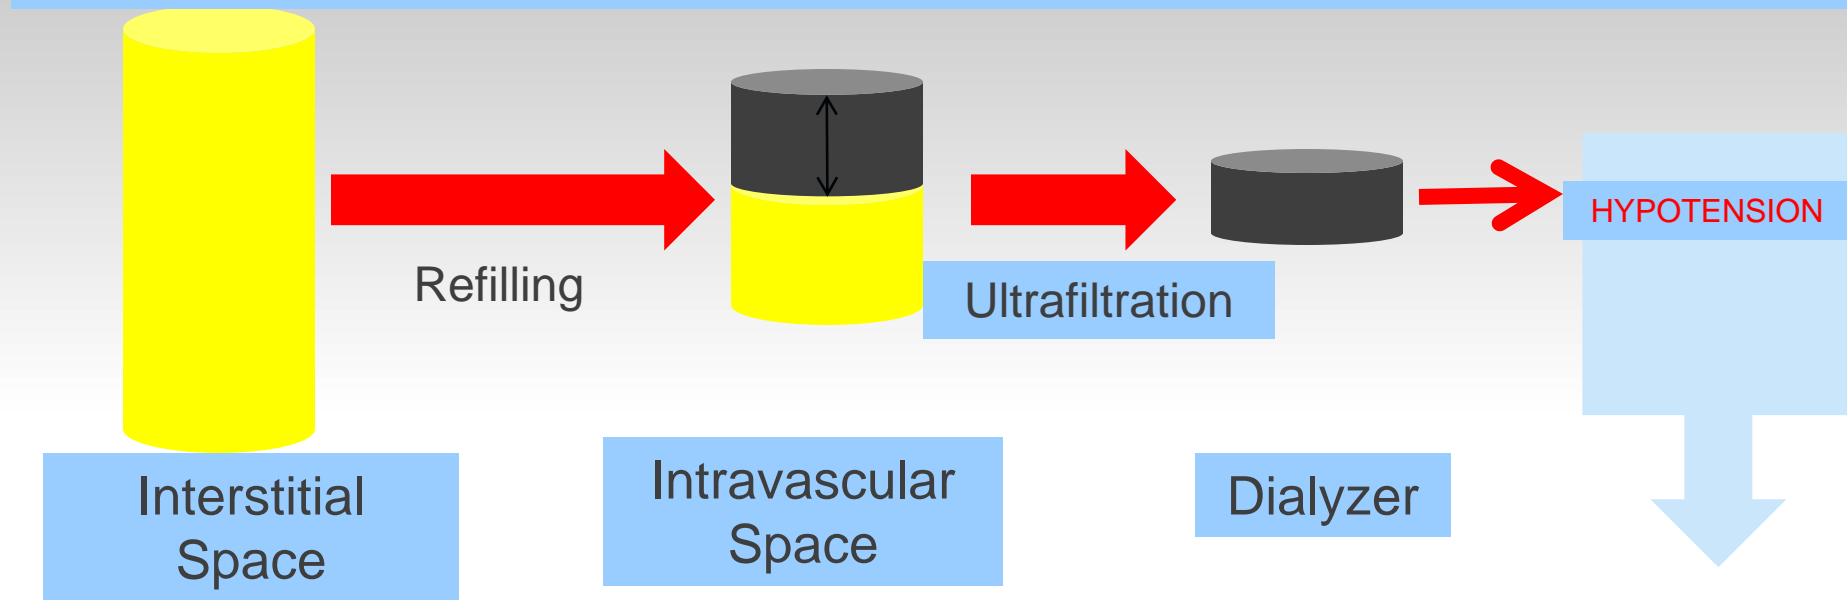 Refilling
Ultrafiltration
HYPOTENSION
Interstitial
Space
Intravascular
Space
Dialyzer